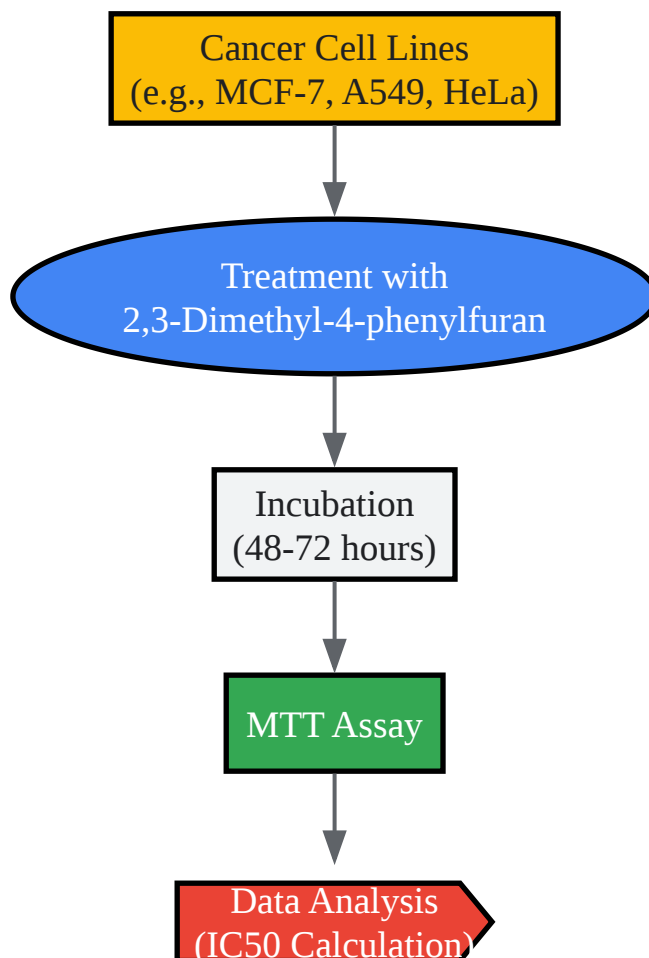 Cancer Cell Lines
(e.g., MCF-7, A549, HeLa)
Treatment with
2,3-Dimethyl-4-phenylfuran
Incubation
(48-72 hours)
MTT Assay
Data Analysis
(IC50 Calculation)